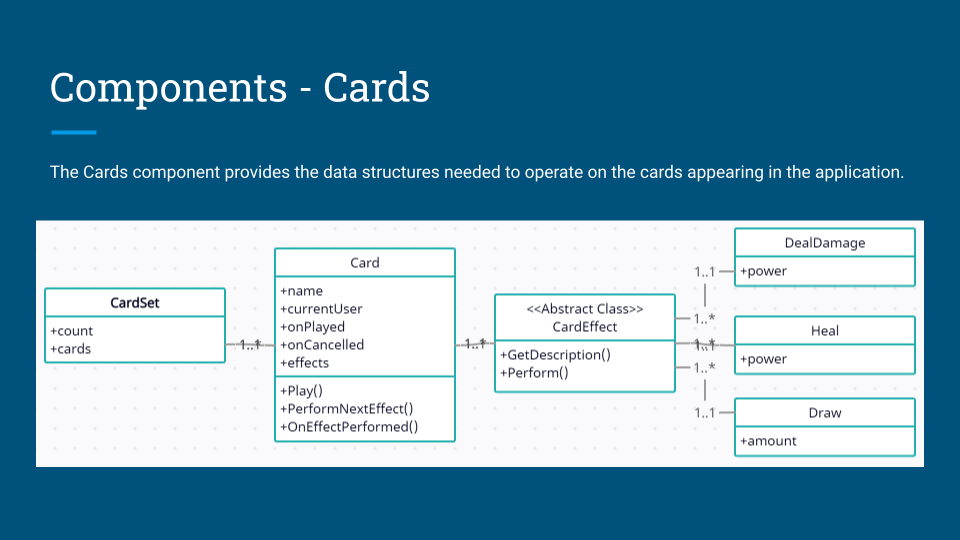 Components - Cards
The Cards component provides the data structures needed to operate on the cards appearing in the application.
CardSet
+count
+cards
1..*
Card
+name
+currentUser
+onPlayed
+onCancelled
+effects
+Play()
+PerformNextEffect()
+OnEffectPerformed()
1..*
<<Abstract Class>>
CardEffect
+GetDescription()
+Perform()
1..1
1..*
1..*
1..1
DealDamage
+power
Heal
+power
Draw
+amount